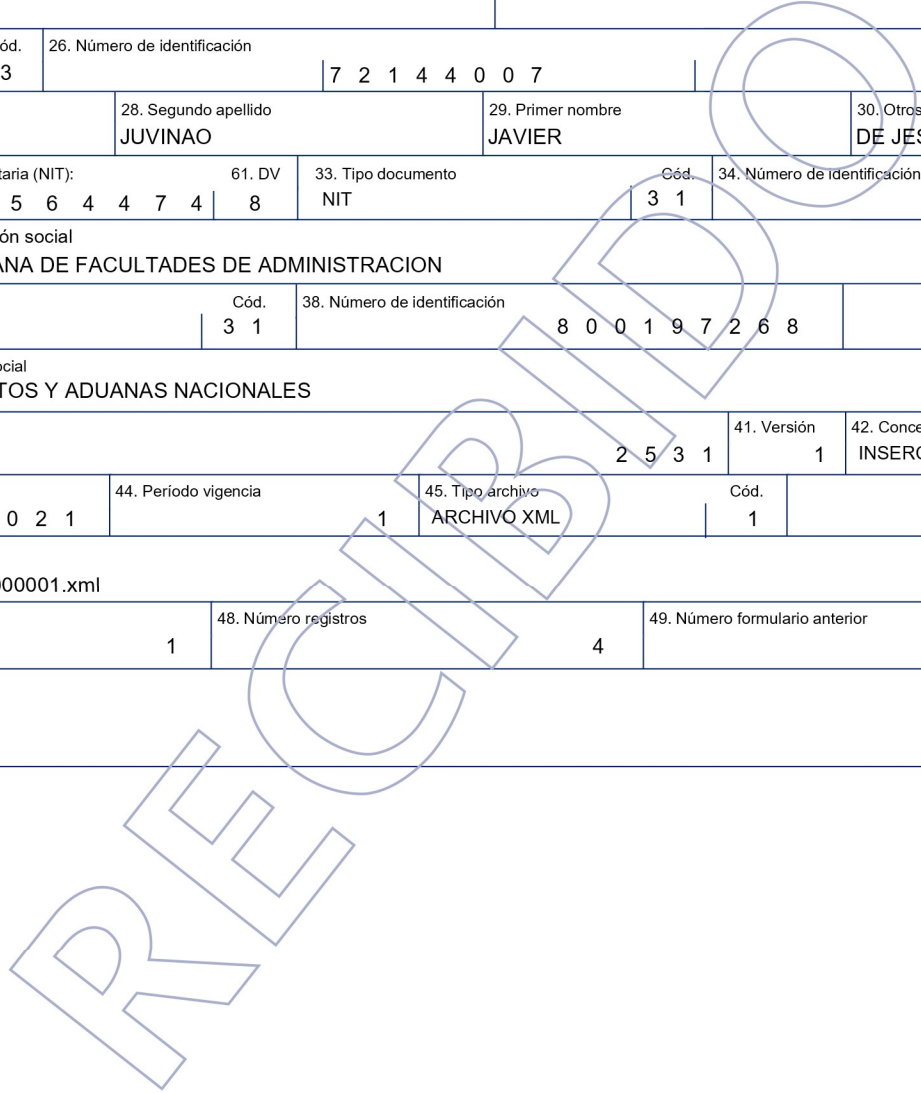 ód. 26. Número de identificación
3 7 2 1 4 4 0 0 7
28. Segundo apellido 29. Primer nombre 30. Otros
JUVINAO JAVIER DE JES
taria (NIT): 61. DV 33. Tipo documento Cód. 34. Número de identificación
5 6 4 4 7 4 8 NIT 3 1
ón social
ANA DE FACULTADES DE ADMINISTRACION
Cód. 38. Número de identificación
3 1 8 0 0 1 9 7 2 6 8
ocial
TOS Y ADUANAS NACIONALES
41. Versión 42. Conce
2 5 3 1 1 INSERC
44. Período vigencia 45. Tipo archivo Cód.
0 2 1 1 ARCHIVO XML 1
000001.xml
48. Número registros 49. Número formulario anterior
1 4
RECIBIDO